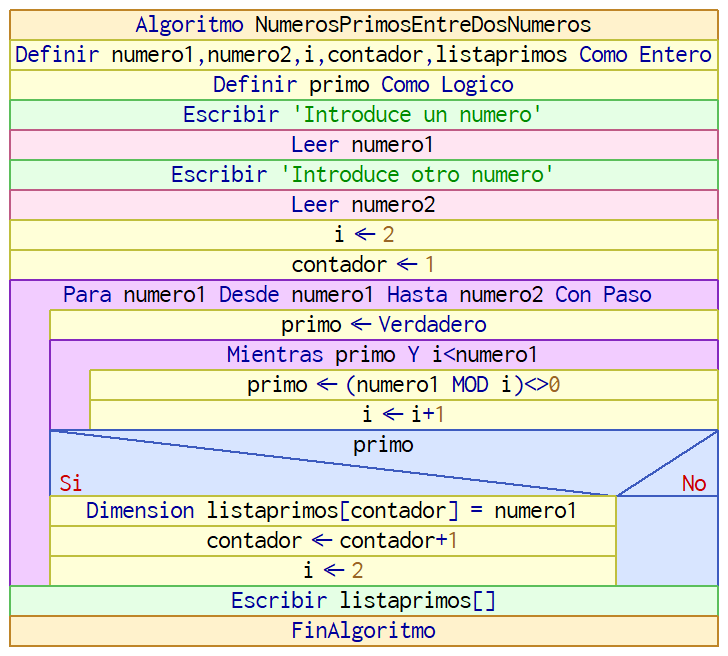 Algoritmo NumerosPrimosEntreDosNumeros
Definir numero1,numero2,i,contador,listaprimos Como Entero
Definir primo Como Logico
Escribir 'Introduce un numero'
Leer numero1
Escribir 'Introduce otro numero'
Leer numero2
i ← 2
contador ← 1
Para numero1 Desde numero1 Hasta numero2 Con Paso
primo ← Verdadero
Mientras primo Y i<numero1
primo ← (numero1 MOD i)<>0
i ← i+1
primo
Si No
Dimension listaprimos[contador] = numero1
contador ← contador+1
i ← 2
Escribir listaprimos[]
FinAlgoritmo